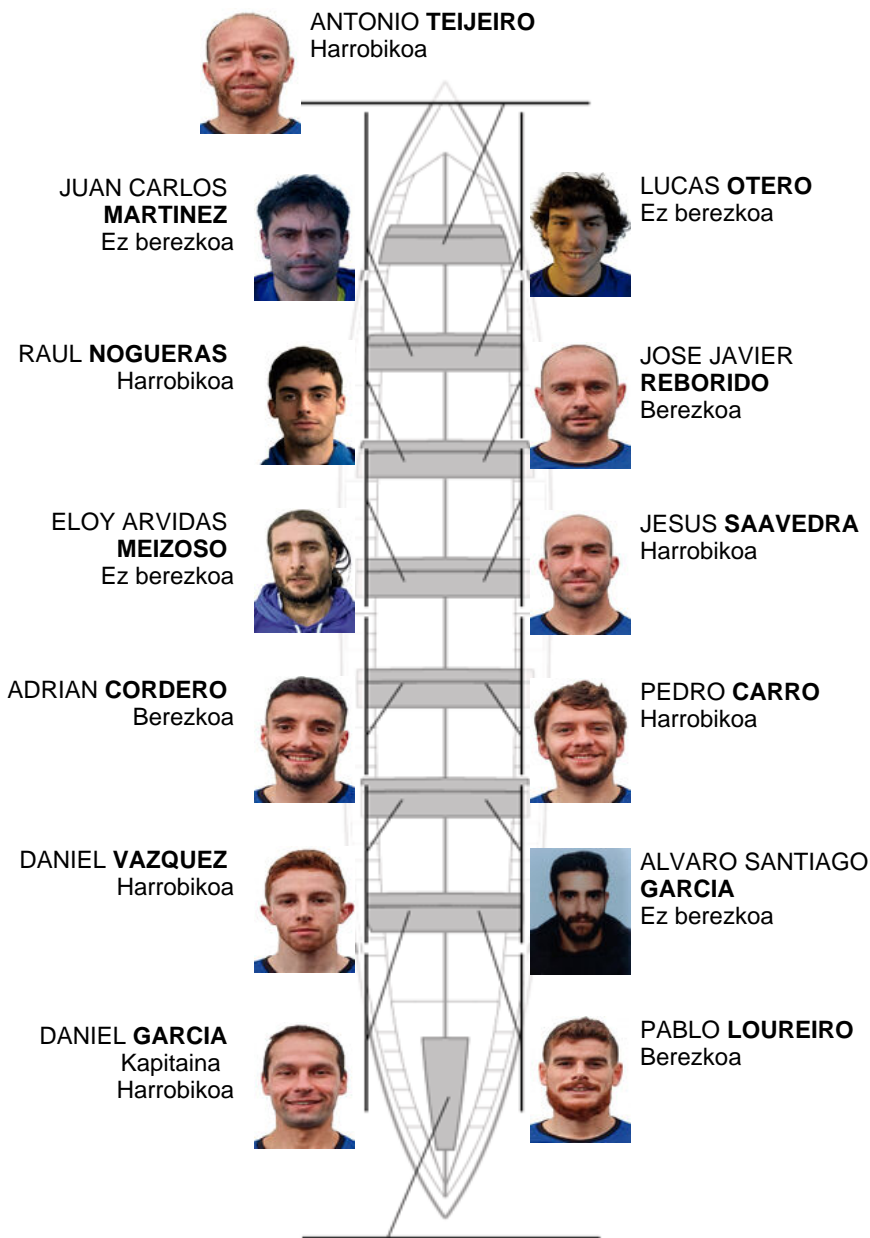 ANTONIO TEIJEIRO
Harrobikoa
JUAN CARLOS
MARTINEZ
Ez berezkoa
LUCAS OTERO
Ez berezkoa
RAUL NOGUERAS
Harrobikoa
JOSE JAVIER
REBORIDO
Berezkoa
ELOY ARVIDAS
MEIZOSO
Ez berezkoa
JESUS SAAVEDRA
Harrobikoa
ADRIAN CORDERO
Berezkoa
PEDRO CARRO
Harrobikoa
DANIEL VAZQUEZ
Harrobikoa
ALVARO SANTIAGO
GARCIA
Ez berezkoa
DANIEL GARCIA
Kapitaina
Harrobikoa
PABLO LOUREIRO
Berezkoa